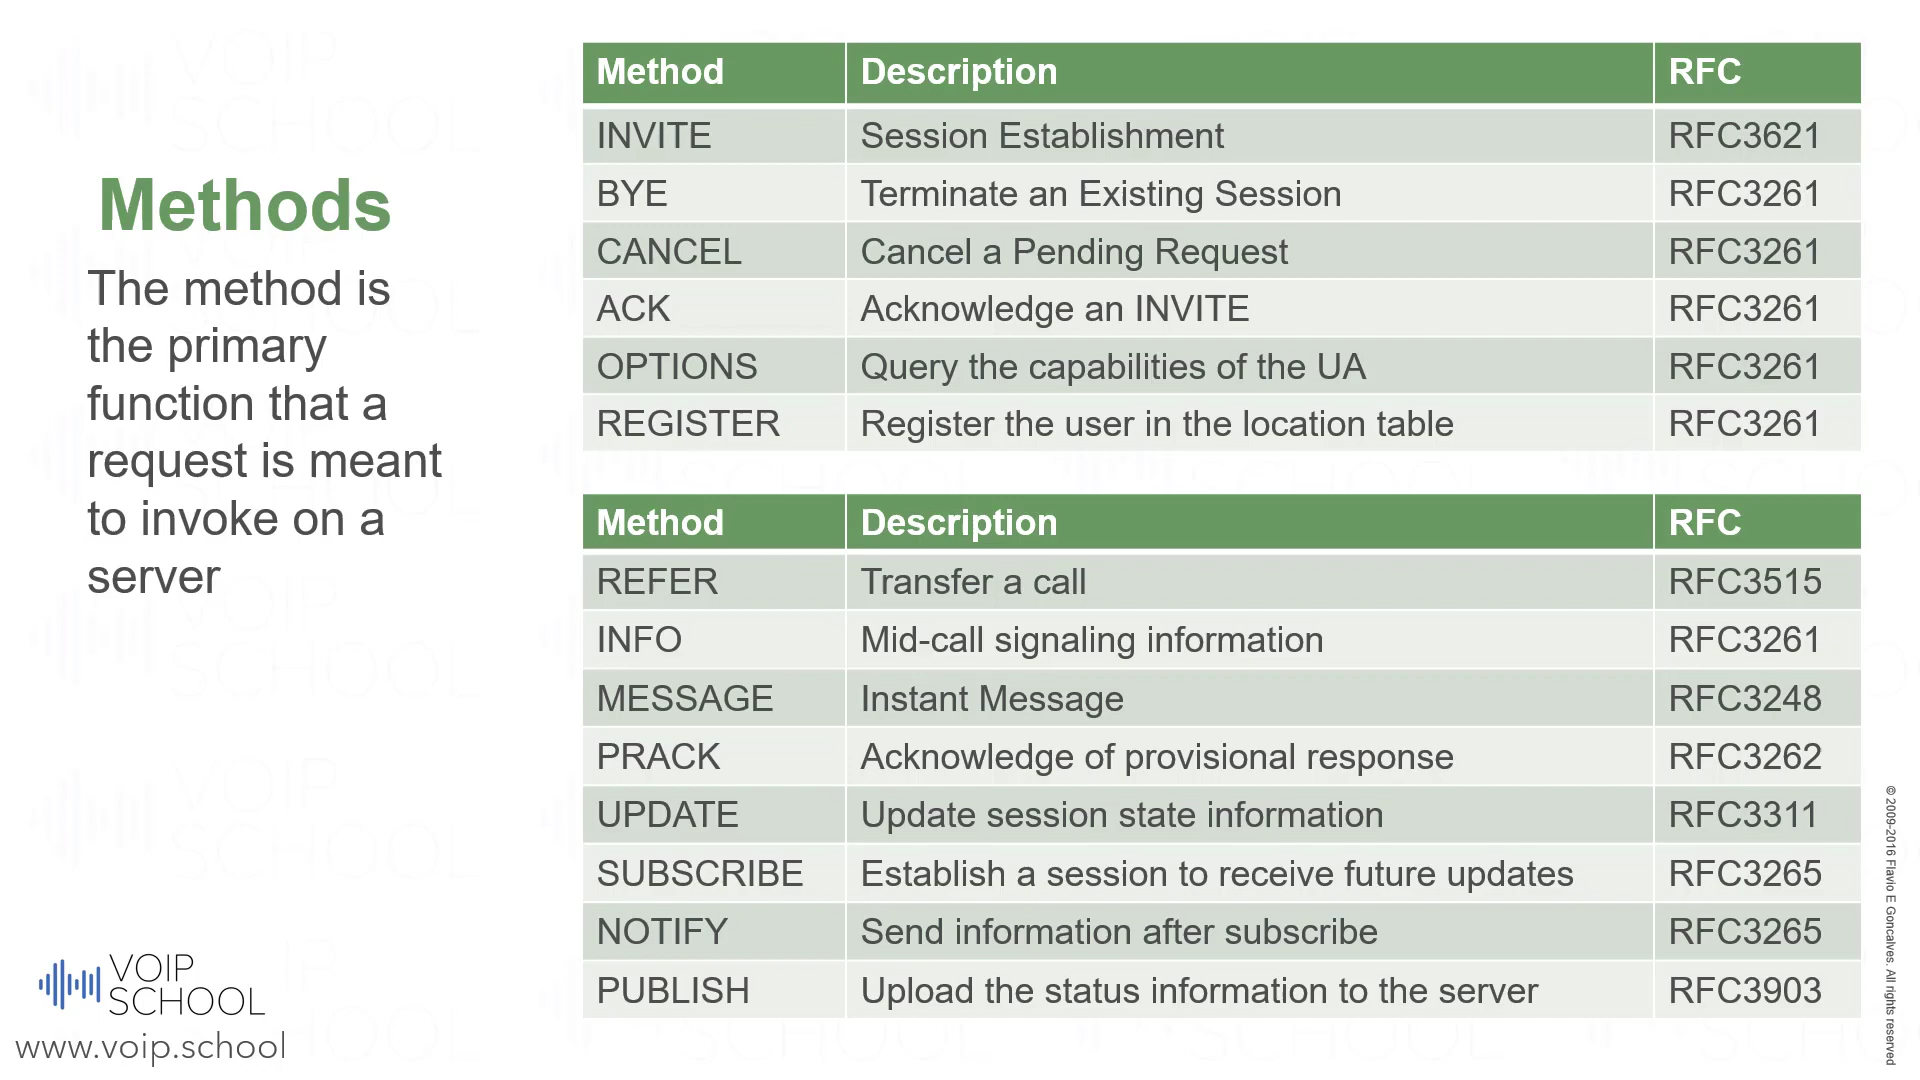 Methods
The method is
the primary
function that a
request is meant
to invoke on a
server
Method Description RFC
INVITE Session Establishment RFC3621
BYE Terminate an Existing Session RFC3261
CANCEL Cancel a Pending Request RFC3261
ACK Acknowledge an INVITE RFC3261
OPTIONS Query the capabilities of the UA RFC3261
REGISTER Register the user in the location table RFC3261
Method Description RFC
REFER Transfer a call RFC3515
INFO Mid-call signaling information RFC3261
MESSAGE Instant Message RFC3248
PRACK Acknowledge of provisional response RFC3262
UPDATE Update session state information RFC3311
SUBSCRIBE Establish a session to receive future updates RFC3265
NOTIFY Send information after subscribe RFC3265
PUBLISH Upload the status information to the server RFC3903
VOIP
SCHOOL
www.voip.school
© 2009-2016 Flavio E Goncalves. All rights reserved